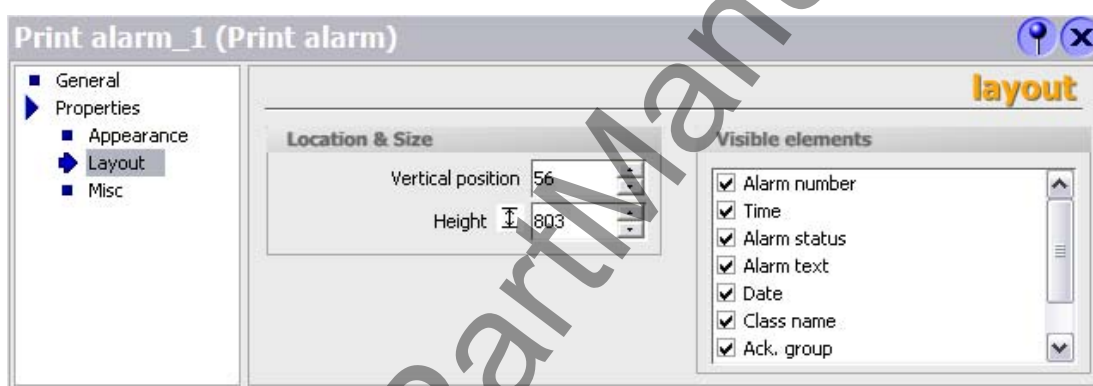 Print alarm_1 (Print alarm)
General
Properties
Appearance
Layout
Misc
layout
Location & Size
Vertical position 56
Height 803
Visible elements
Alarm number
Time
Alarm status
Alarm text
Date
Class name
Ack. group